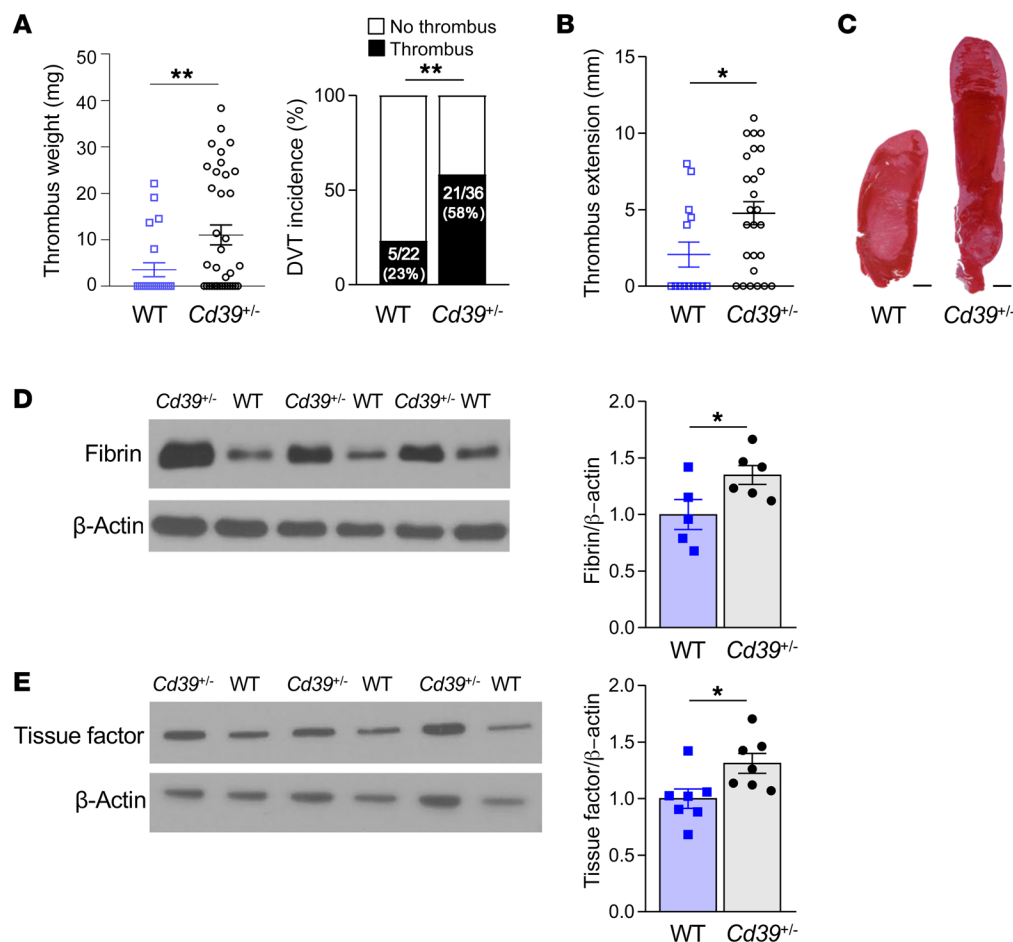 A
Thrombus weight (mg)
50
40
30
20
10
0
**
WT
Cd39+/-
No thrombus
Thrombus
**
DVT incidence (%)
100
50
0
5/22
(23%)
21/36
(58%)
WT
Cd39+/-
B
Thrombus extension (mm)
15
10
5
0
*
WT
Cd39+/-
C
WT
Cd39+/-
D
Cd39+/- WT Cd39+/- WT Cd39+/- WT
Fibrin
β-Actin
Fibrin/β-actin
2.0
1.5
1.0
0.5
0.0
*
WT
Cd39+/-
E
Cd39+/- WT Cd39+/- WT Cd39+/- WT
Tissue factor
β-Actin
Tissue factor/β-actin
2.0
1.5
1.0
0.5
0.0
*
WT
Cd39+/-